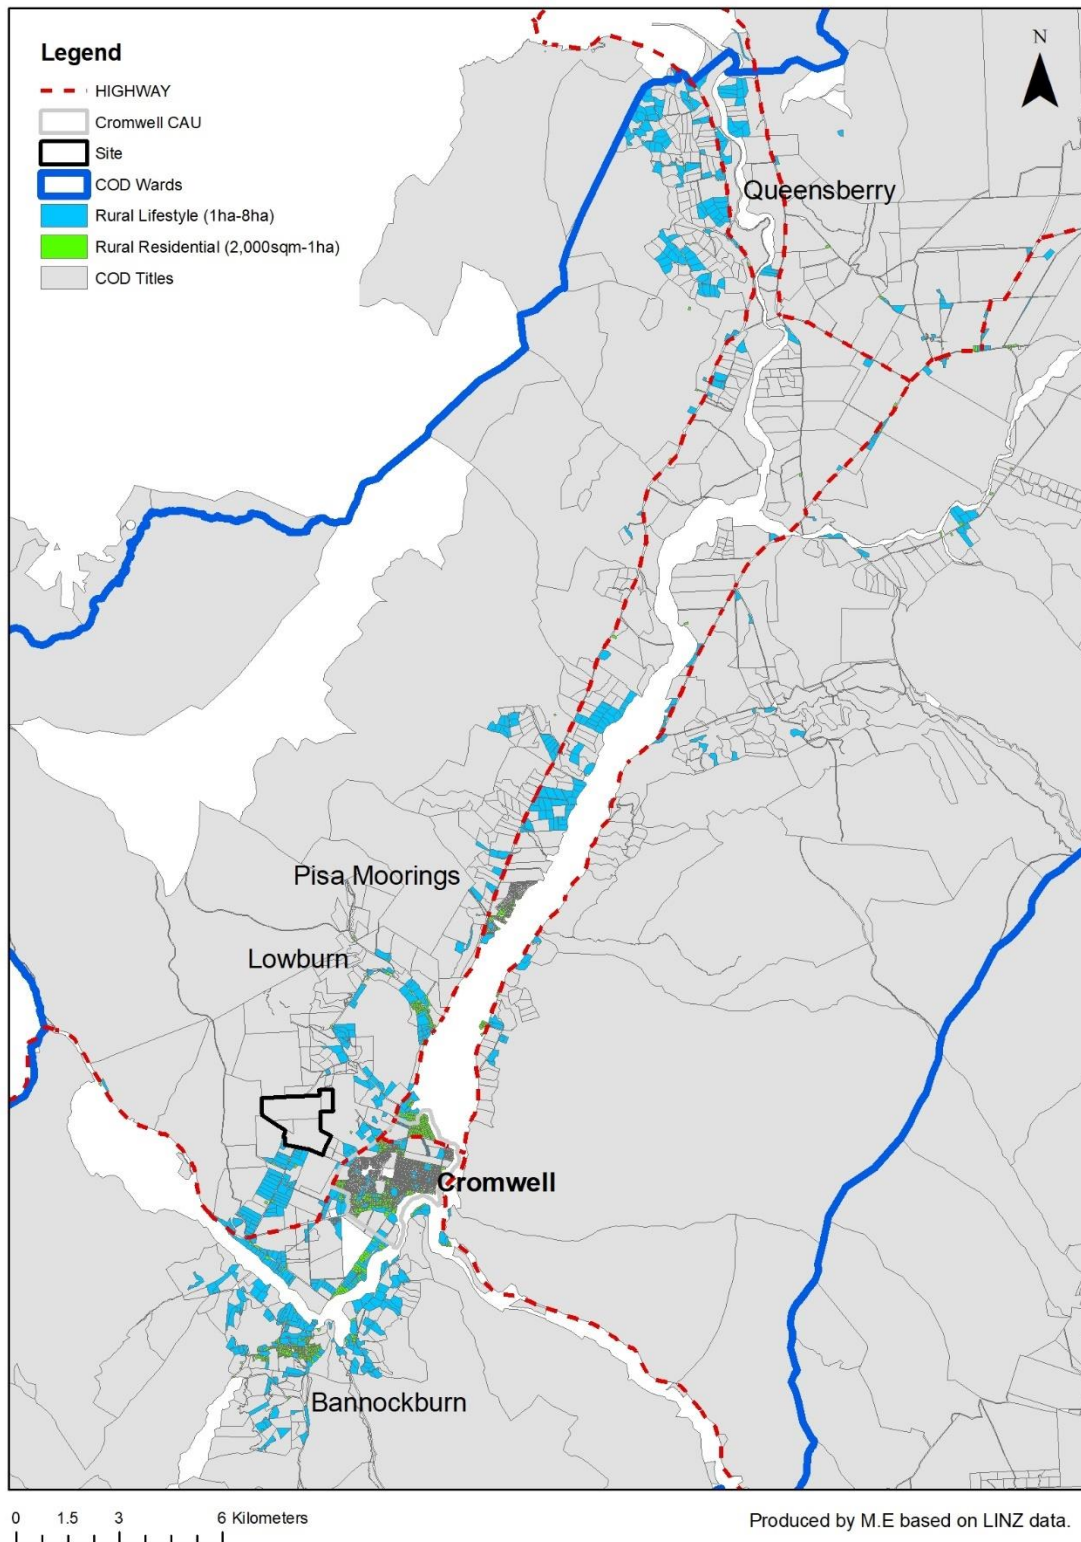 Legend
HIGHWAY
Cromwell CAU
Site
COD Wards
Rural Lifestyle (1ha-8ha)
Rural Residential (2,000sqm-1ha)
COD Titles
N
Queensberry
Pisa Moorings
Lowburn
Cromwell
Bannockburn
0 1.5 3 6 Kilometers
Produced by M.E based on LINZ data.